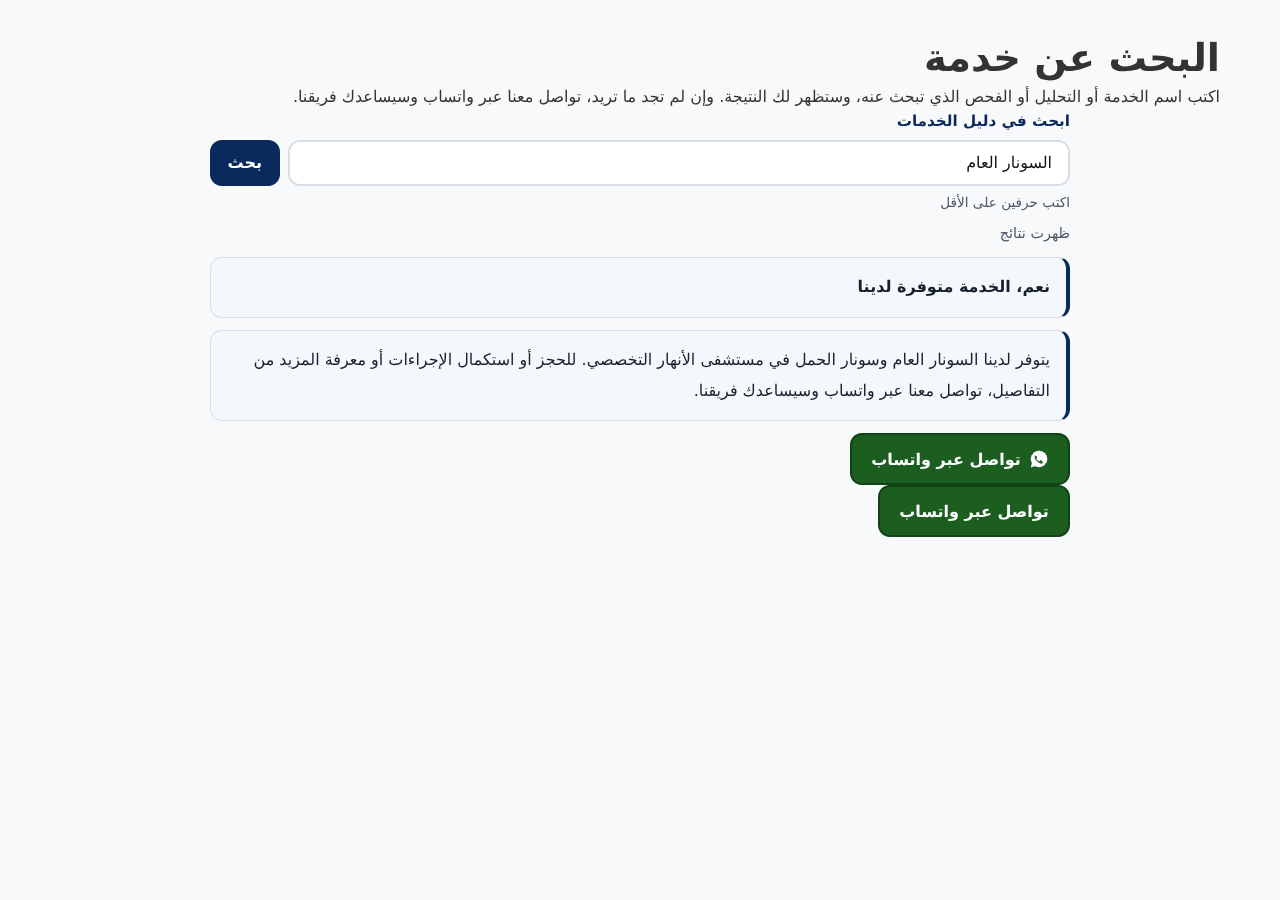 البحث عن خدمة
اكتب اسم الخدمة أو التحليل أو الفحص الذي تبحث عنه، وستظهر لك النتيجة. وإن لم تجد ما تريد، تواصل معنا عبر واتساب وسيساعدك فريقنا.
ابحث في دليل الخدمات
السونار العام
بحث
اكتب حرفين على الأقل
ظهرت نتائج
نعم، الخدمة متوفرة لدينا
يتوفر لدينا السونار العام وسونار الحمل في مستشفى الأنهار التخصصي. للحجز أو استكمال الإجراءات أو معرفة المزيد من
التفاصيل، تواصل معنا عبر واتساب وسيساعدك فريقنا.
تواصل عبر واتساب
تواصل عبر واتساب